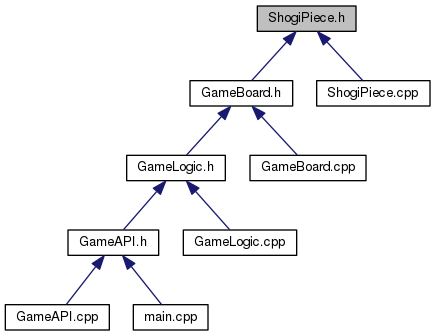 ShogiPiece.h
GameBoard.h
ShogiPiece.cpp
GameLogic.h
GameBoard.cpp
GameAPI.h
GameLogic.cpp
GameAPI.cpp
main.cpp